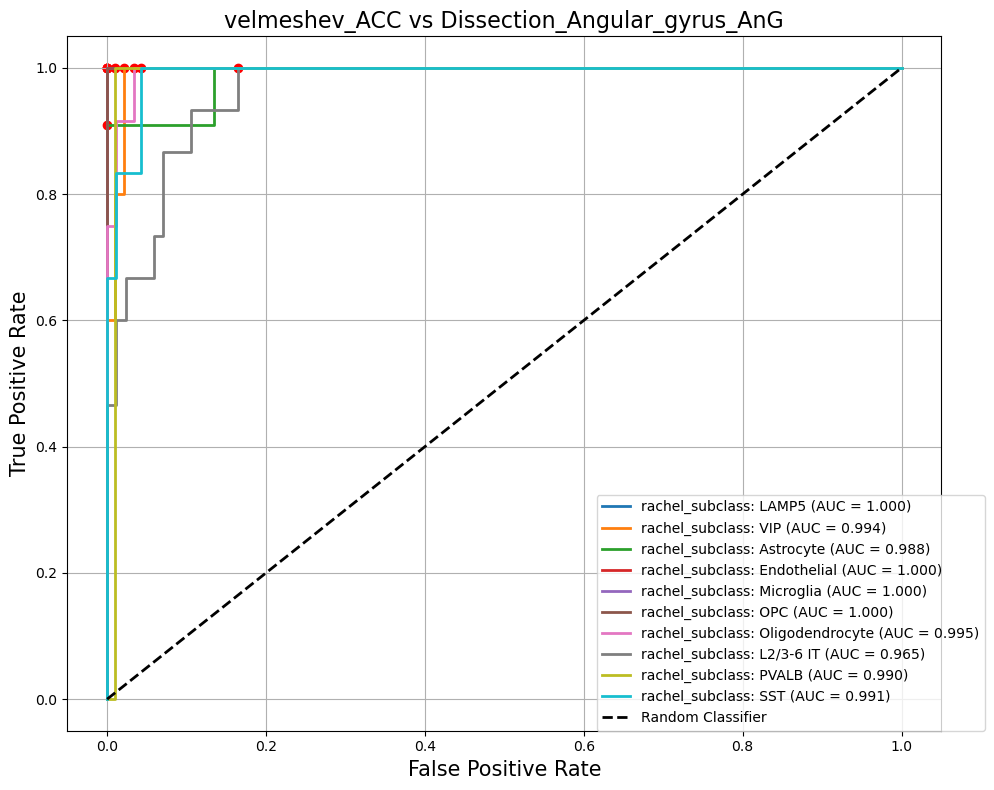 velmeshev_ACC vs Dissection_Angular_gyrus_AnG
True Positive Rate
1.0
0.8
0.6
0.4
0.2
0.0
rachel_subclass: LAMP5 (AUC = 1.000)
rachel_subclass: VIP (AUC = 0.994)
rachel_subclass: Astrocyte (AUC = 0.988)
rachel_subclass: Endothelial (AUC = 1.000)
rachel_subclass: Microglia (AUC = 1.000)
rachel_subclass: OPC (AUC = 1.000)
rachel_subclass: Oligodendrocyte (AUC = 0.995)
rachel_subclass: L2/3-6 IT (AUC = 0.965)
rachel_subclass: PVALB (AUC = 0.990)
rachel_subclass: SST (AUC = 0.991)
Random Classifier
0.0 0.2 0.4 0.6 0.8 1.0
False Positive Rate